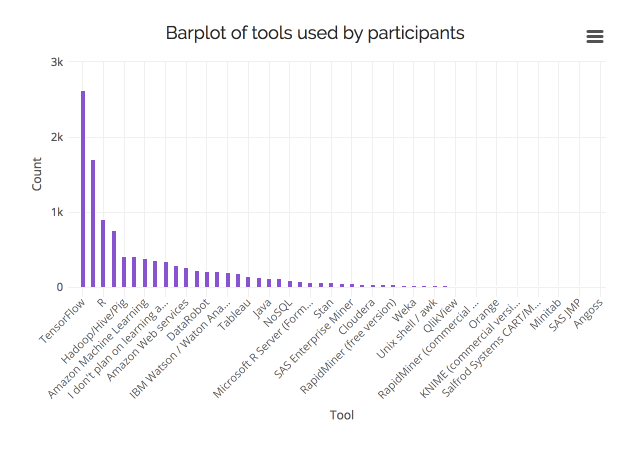 Barplot of tools used by participants
3k
2k
1k
0
Count
TensorFlow
R
Hadoop/Hive/Pig
Amazon Machine Learning
I don't plan on learning a...
Amazon Web services
DataRobot
IBM Watson / Waton Ana...
Tableau
Java
NoSQL
Microsoft R Server (Form...
Stan
SAS Enterprise Miner
Cloudera
RapidMiner (free version)
Weka
Unix shell / awk
QlikView
RapidMiner (commercial ...
Orange
KNIME (commercial versi...
Salfrod Systems CART/M...
Minitab
SAS JMP
Angoss
Tool